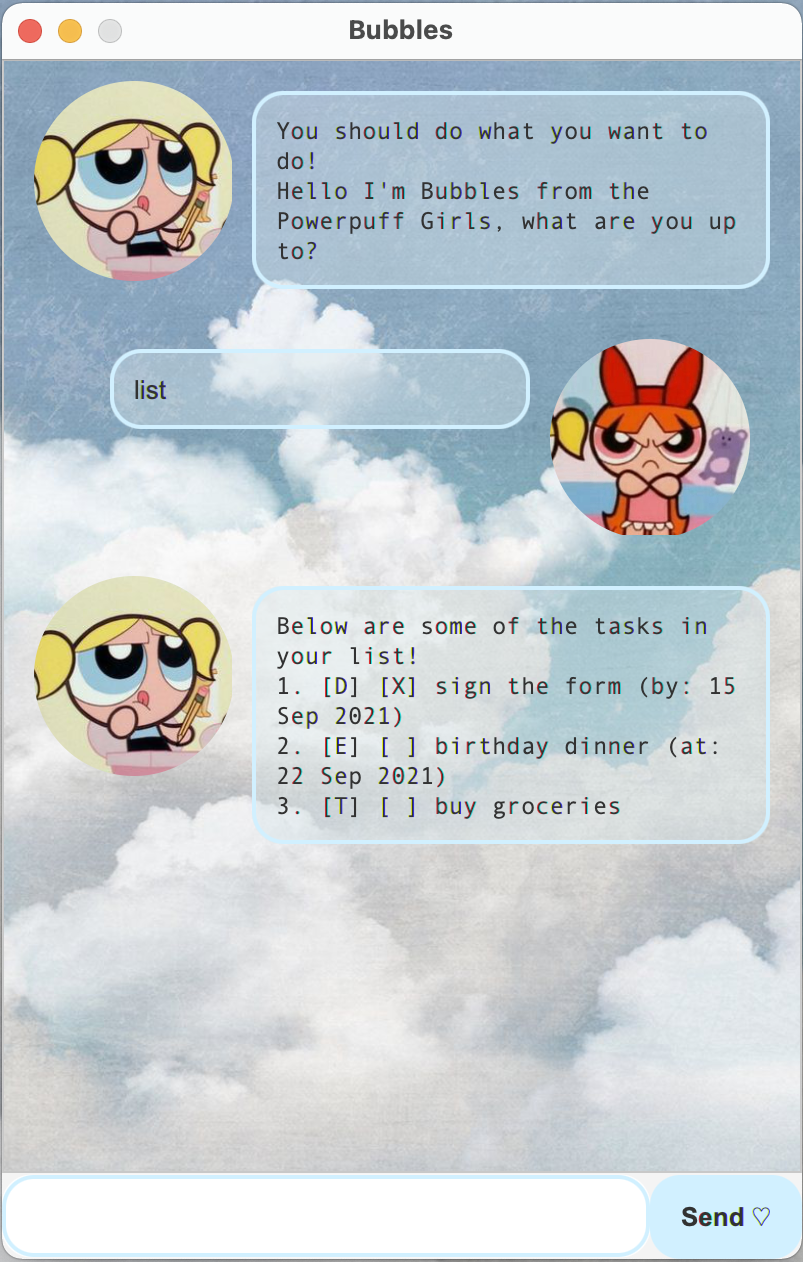 Bubbles
You should do what you want to
do!
Hello I'm Bubbles from the
Powerpuff Girls, what are you up
to?
list
Below are some of the tasks in
your list!
1. [D] [X] sign the form (by: 15
Sep 2021)
2. [E] [ ] birthday dinner (at:
22 Sep 2021)
3. [T] [ ] buy groceries
Send ♡